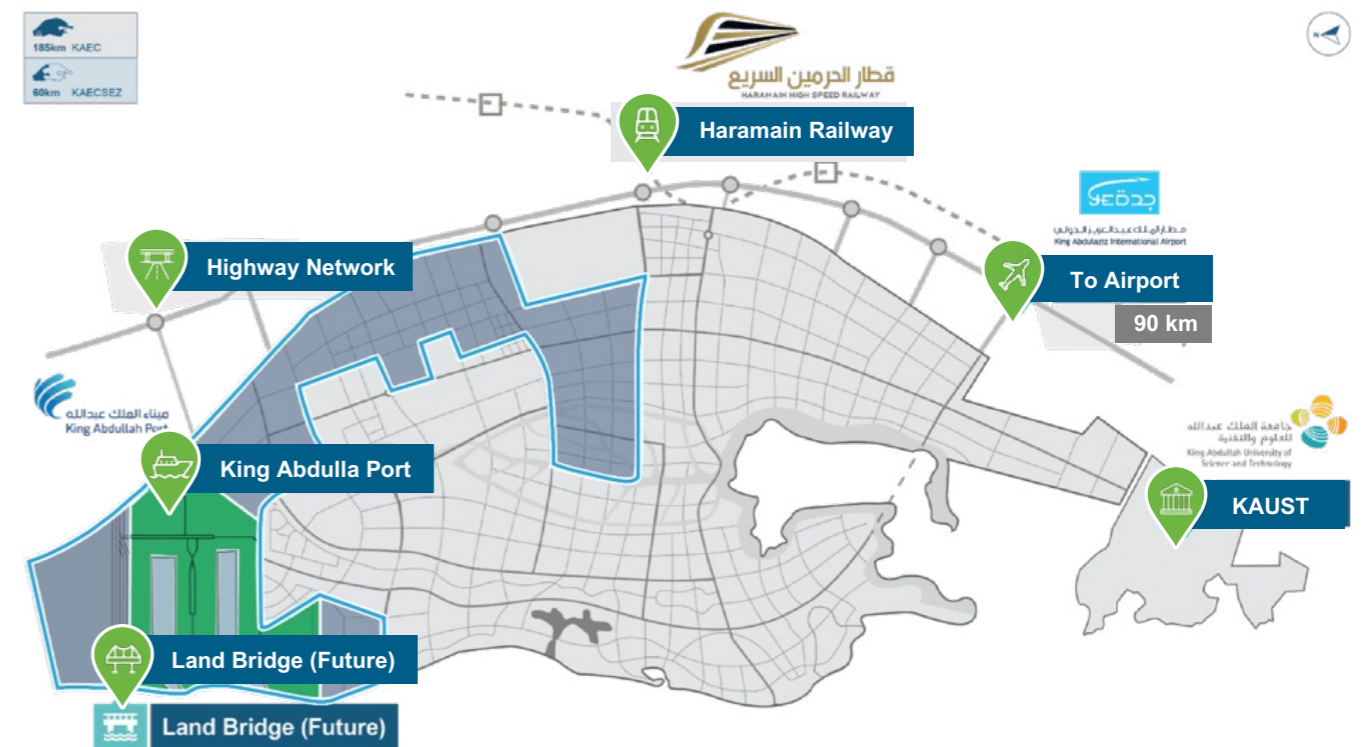 185km KAEC
60km KAECSEZ
قطار الحرمين السريع
HARAMAIN HIGH SPEED RAILWAY
N
Haramain Railway
جدة JED
مطار الملك عبدالعزيز الدولي
King Abdulaziz International Airport
Highway Network
To Airport
90 km
ميناء الملك عبدالله
King Abdullah Port
جامعة الملك عبدالله
للعلوم والتقنية
King Abdullah University of
Science and Technology
King Abdulla Port
KAUST
Land Bridge (Future)
Land Bridge (Future)